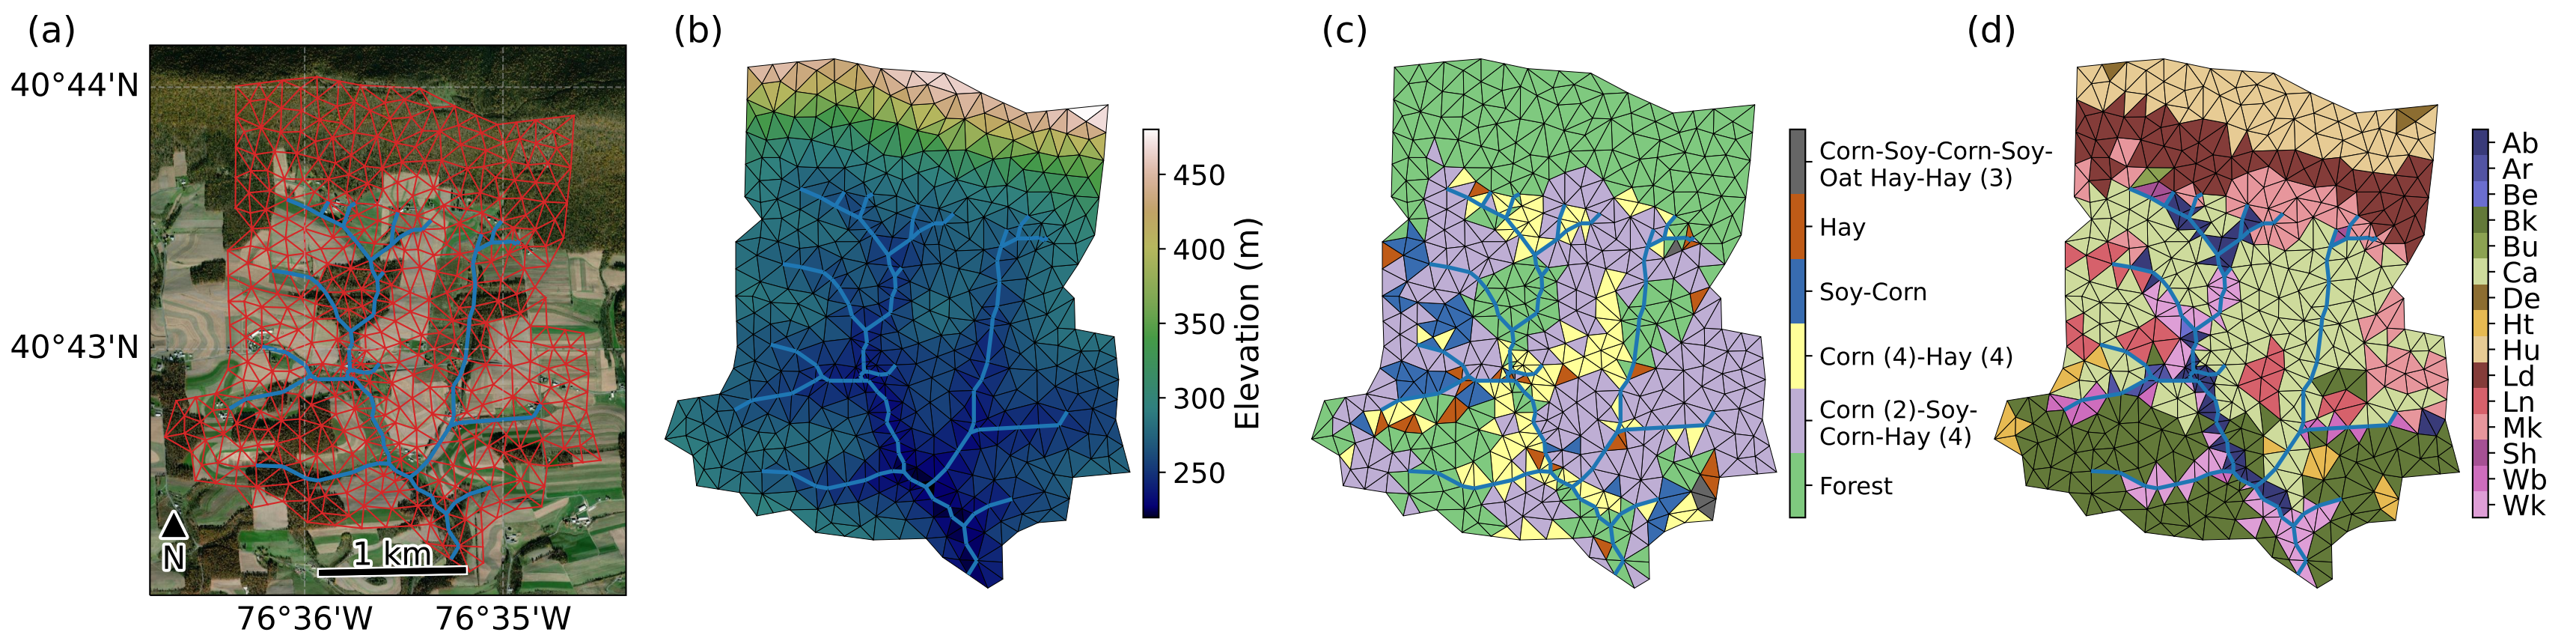 (a)
40°44'N
40°43'N
N
1 km
76°36'W
76°35'W
(b)
450
400
350
300
250
Elevation (m)
(c)
Corn-Soy-Corn-Soy-
Oat Hay-Hay (3)
Hay
Soy-Corn
Corn (4)-Hay (4)
Corn (2)-Soy-
Corn-Hay (4)
Forest
(d)
Ab
Ar
Be
Bk
Bu
Ca
De
Ht
Hu
Ld
Ln
Mk
Sh
Wb
Wk